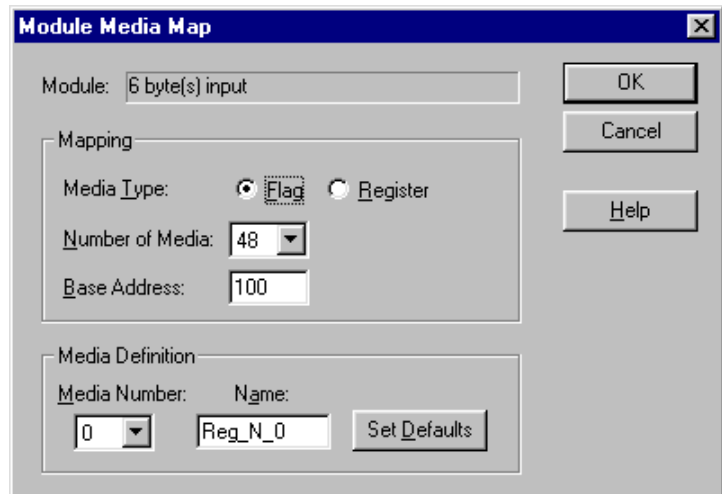 Module Media Map
Module: 6 byte(s) input
OK
Cancel
Help
Mapping
Media Type: Flag Register
Number of Media: 48
Base Address: 100
Media Definition
Media Number: Name:
0 Reg_N_0 Set Defaults